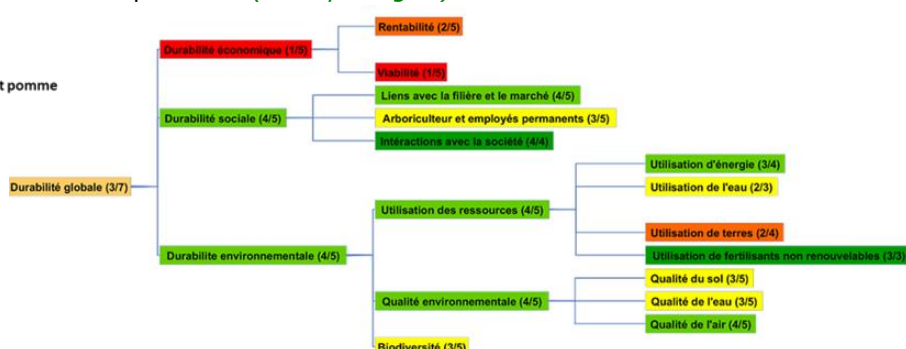 t pomme
Durabilité globale (3/7)
Durabilité économique (1/5)
Rentabilité (2/5)
Viabilité (1/5)
Durabilité sociale (4/5)
Liens avec la filière et le marché (4/5)
Arboriculteur et employés permanents (3/5)
Intéractions avec la société (4/4)
Durabilite environnementale (4/5)
Utilisation des ressources (4/5)
Utilisation d'énergie (3/4)
Utilisation de l'eau (2/3)
Utilisation de terres (2/4)
Utilisation de fertilisants non renouvelables (3/3)
Qualité environnementale (4/5)
Qualité du sol (3/5)
Qualité de l'eau (3/5)
Qualité de l'air (4/5)
Biodiversité (3/5)